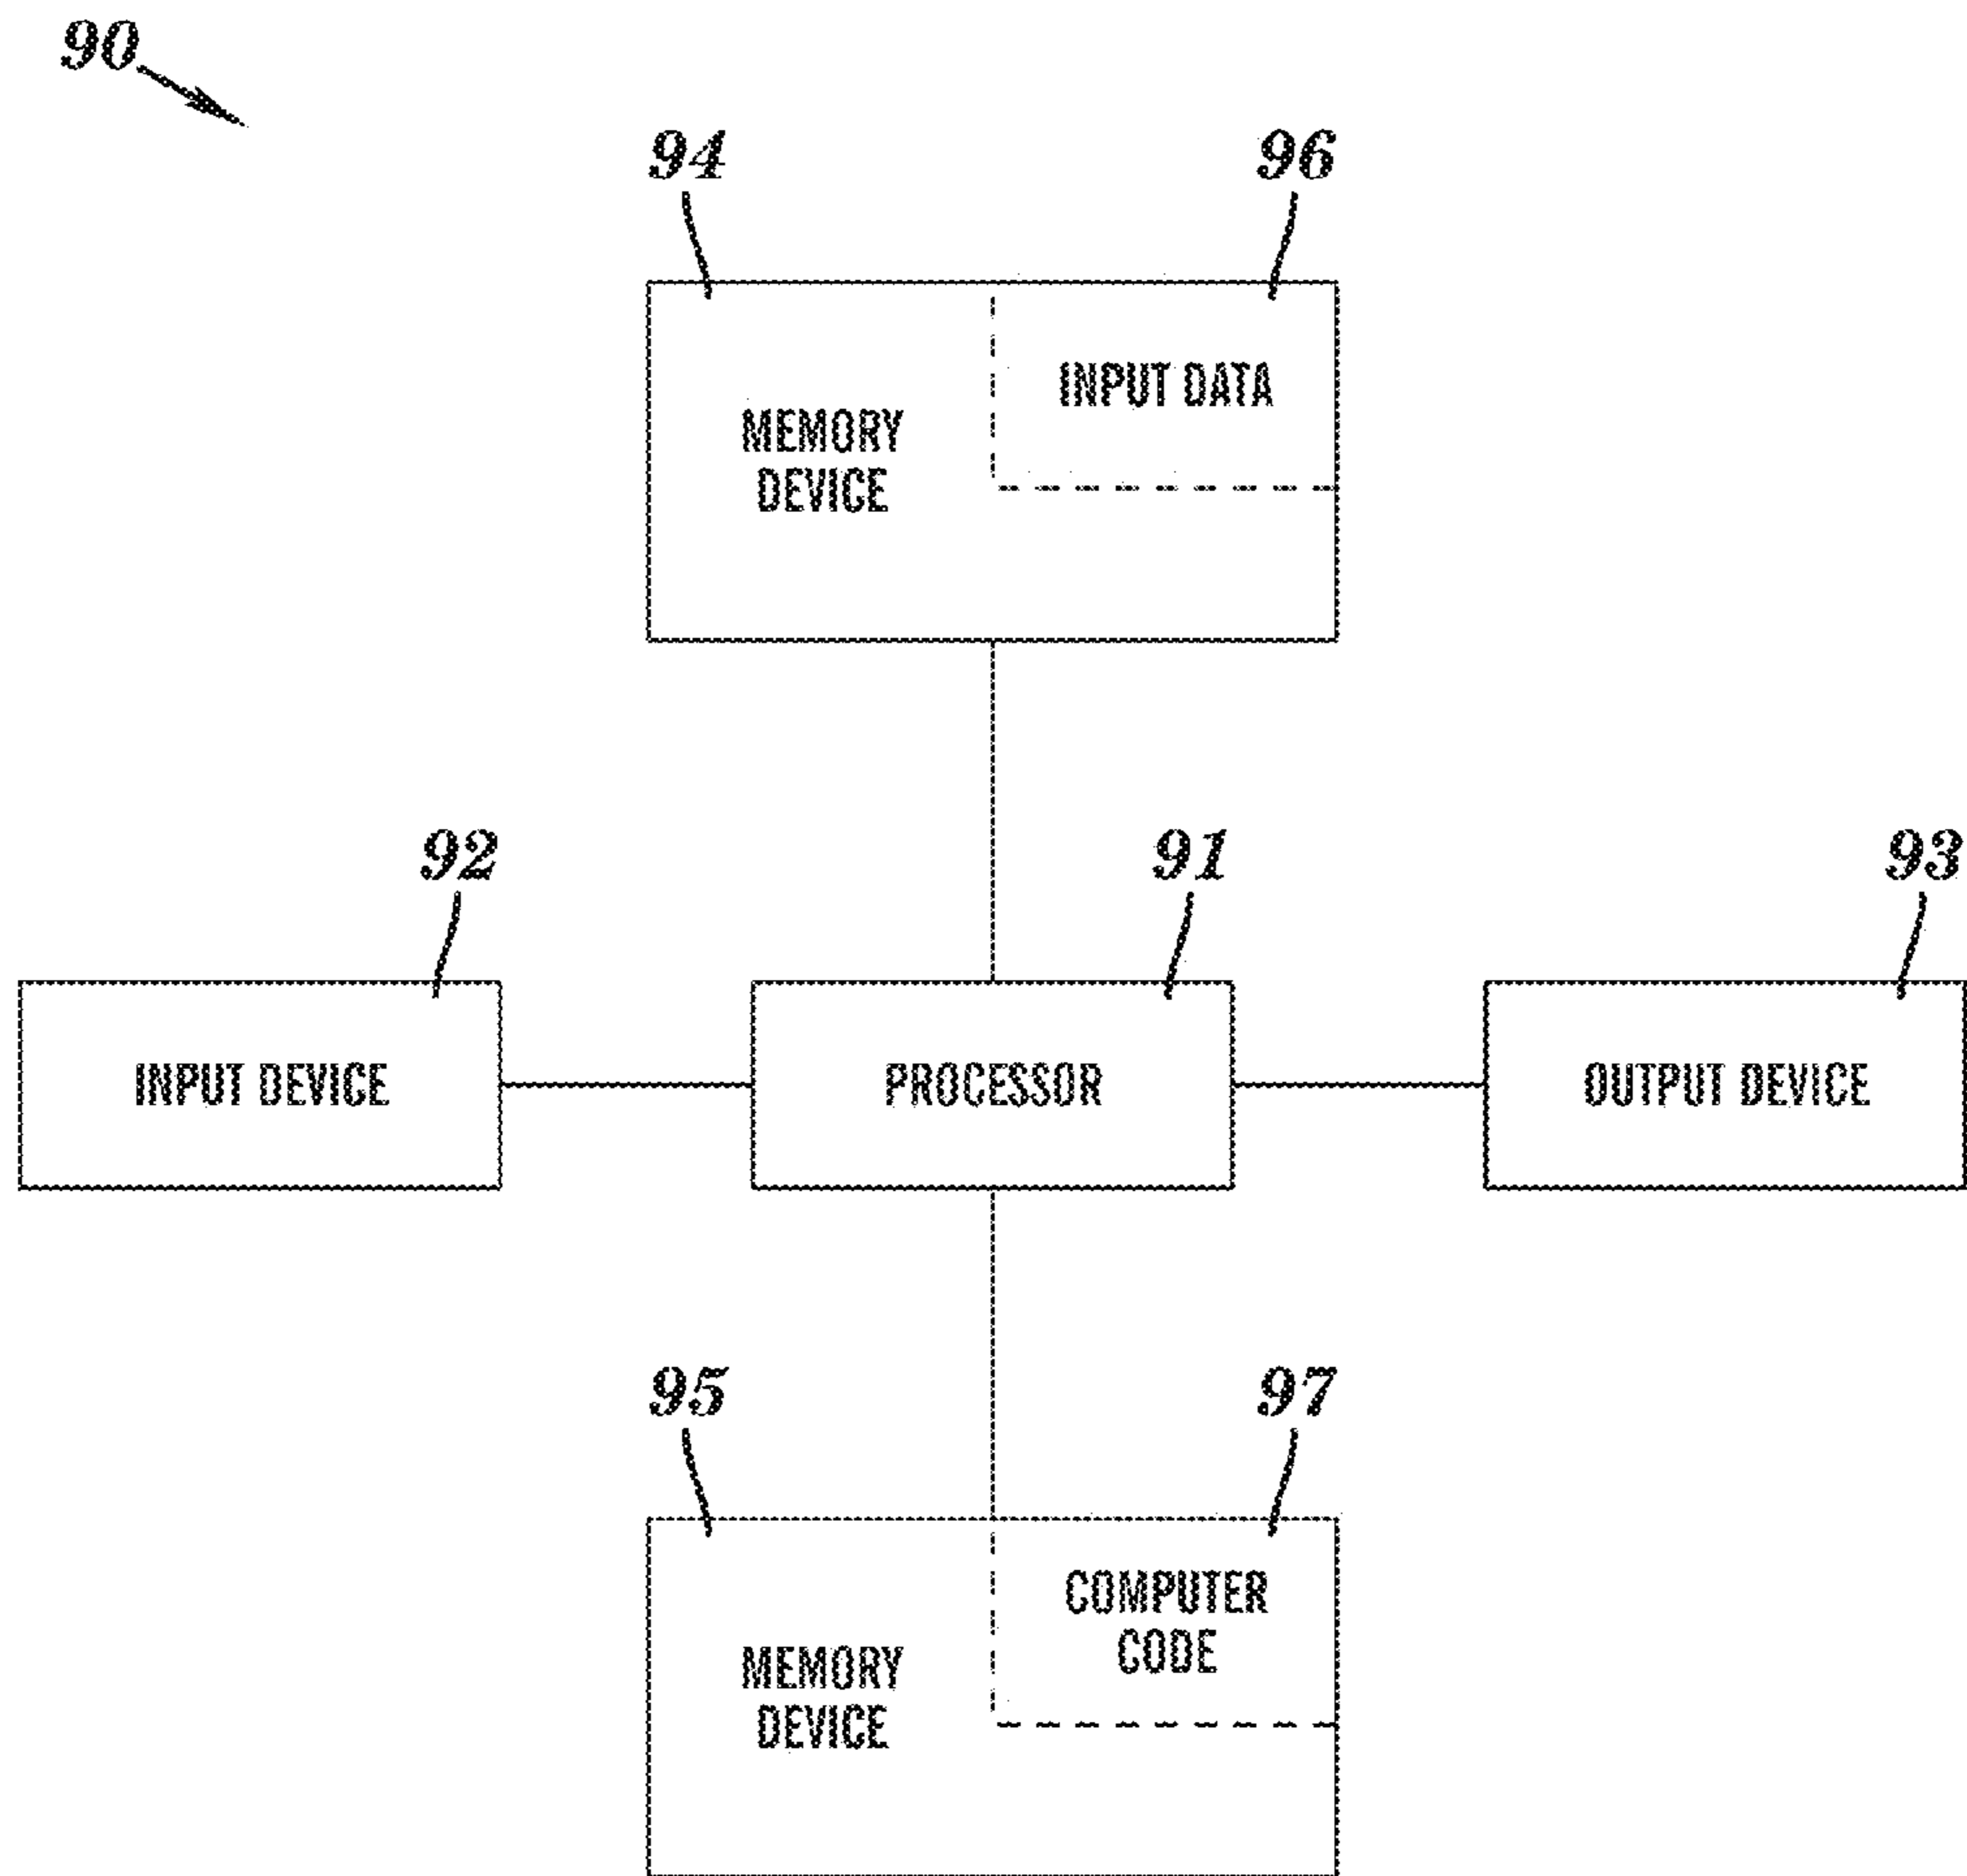 90
94
96
INPUT DATA
MEMORY
DEVICE
92
91
93
INPUT DEVICE
PROCESSOR
OUTPUT DEVICE
95
97
COMPUTER
CODE
MEMORY
DEVICE